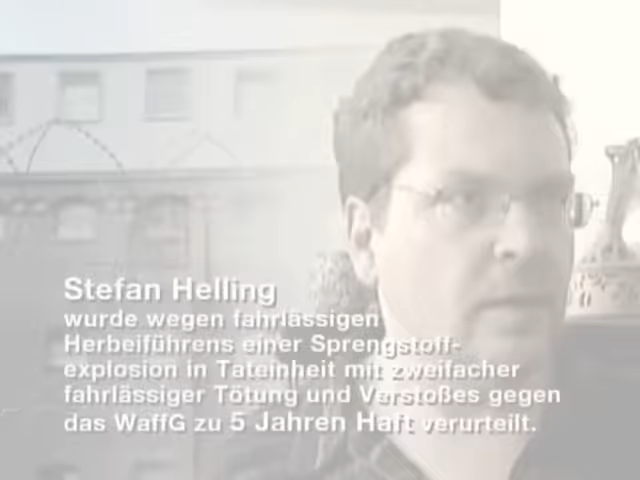 Stefan Helling
wurde wegen fahrlässigen
Herbeiführens einer Sprengstoff-
explosion in Tateinheit mit zweifacher
fahrlässiger Tötung und Verstoßes gegen
das WaffG zu 5 Jahren Haft verurteilt.